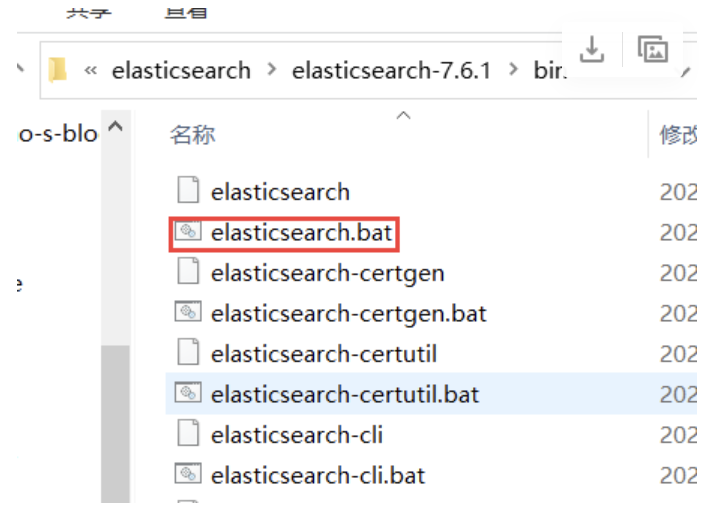 共享 查看
« elasticsearch > elasticsearch-7.6.1 > bin
o-s-blo
名称 修改
elasticsearch 202
elasticsearch.bat 202
elasticsearch-certgen 202
e
elasticsearch-certgen.bat 202
elasticsearch-certutil 202
elasticsearch-certutil.bat 202
elasticsearch-cli 202
elasticsearch-cli.bat 202